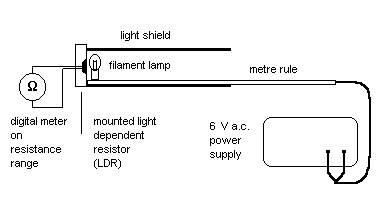 light shield
filament lamp
metre rule
Ω
digital meter
on
resistance
range
mounted light
dependent
resistor
(LDR)
6 V a.c.
power
supply